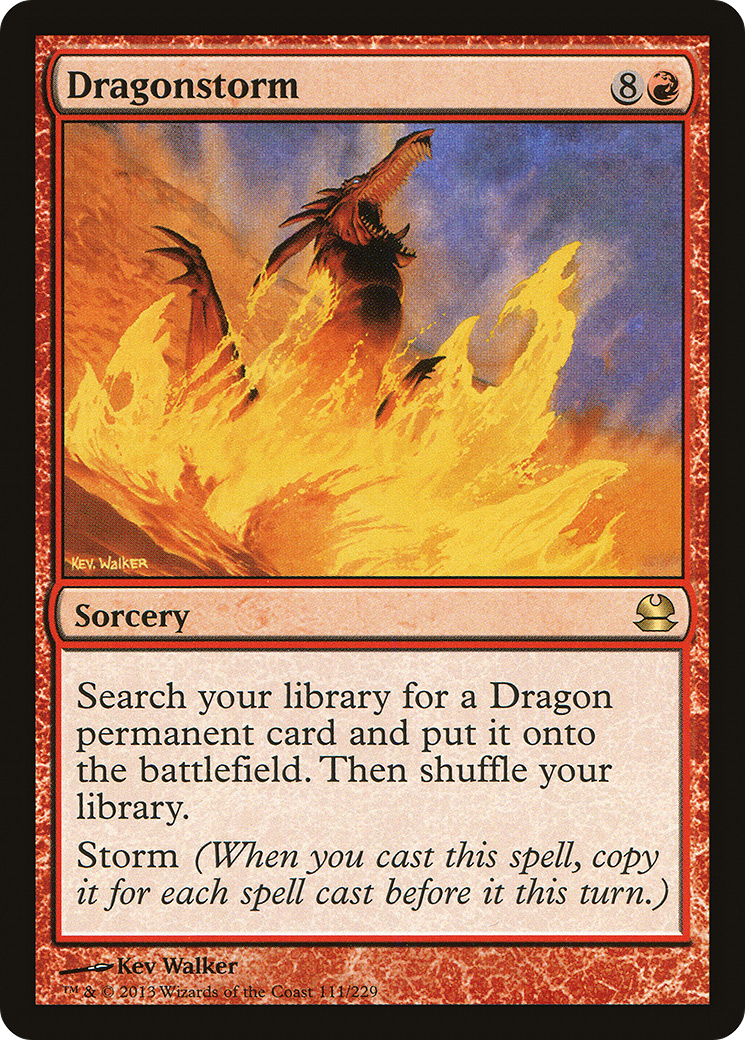 Dragonstorm 8
Kev. Walker
Sorcery
Search your library for a Dragon
permanent card and put it onto
the battlefield. Then shuffle your
library.
Storm (When you cast this spell, copy
it for each spell cast before it this turn.)
Kev Walker
™ & © 2013 Wizards of the Coast 111/229